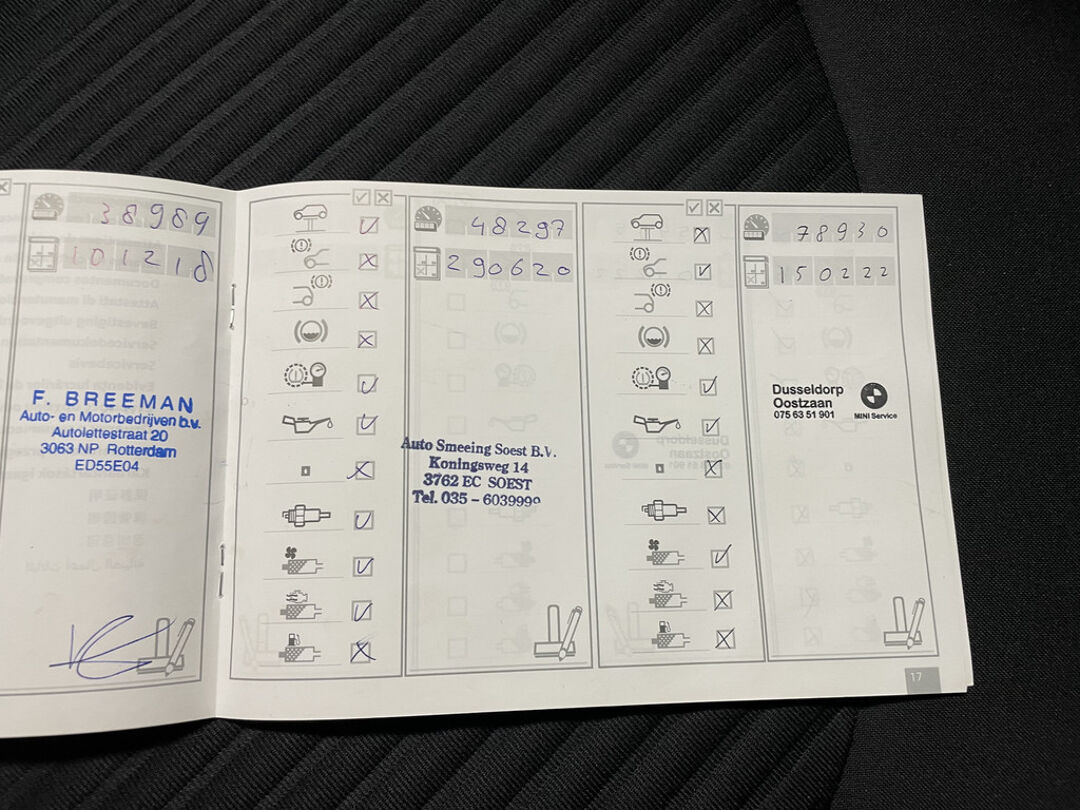 38989
101218
F. BREEMAN
Auto- en Motorbedrijven b.v.
Autolettestraat 20
3063 NP Rotterdam
ED55E04
48297
290620
Auto Smeeing Soest B.V.
Koningsweg 14
3762 EC SOEST
Tel. 035 – 6039999
78930
150222
Dusseldorp
Oostzaan
075 63 51 901
MINI Service
17